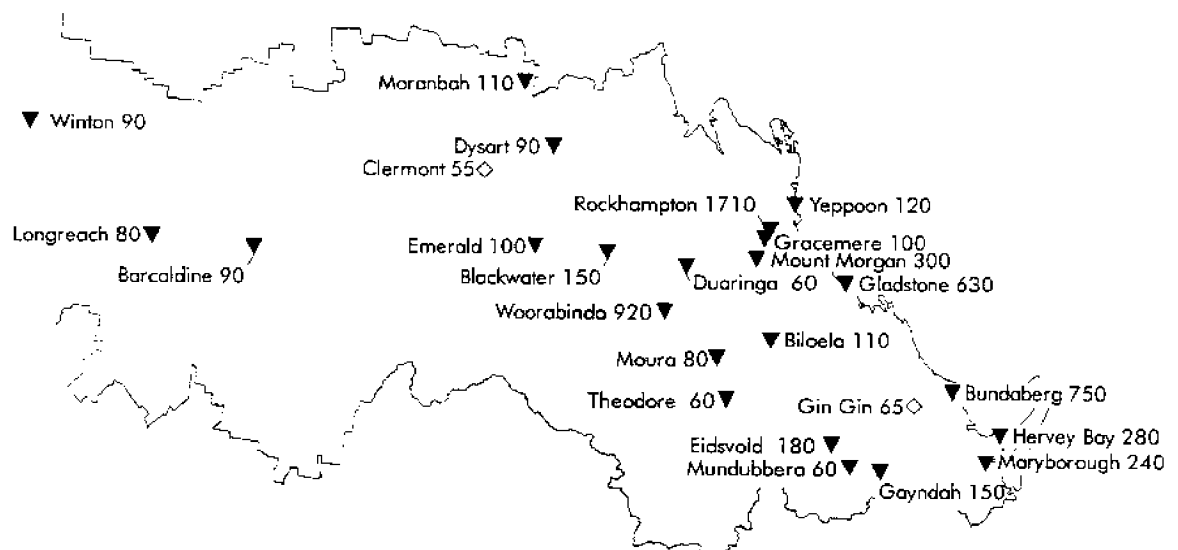 Moranbah 110
Winton 90
Dysart 90
Clermont 55
Rockhampton 1710
Yeppoon 120
Longreach 80
Emerald 100
Gracemere 100
Barcaldine 90
Blackwater 150
Mount Morgan 300
Duaringa 60
Gladstone 630
Woorabinda 920
Biloela 110
Moura 80
Theodore 60
Gin Gin 65
Bundaberg 750
Eidsvold 180
Hervey Bay 280
Mundubbera 60
Maryborough 240
Gayndah 150